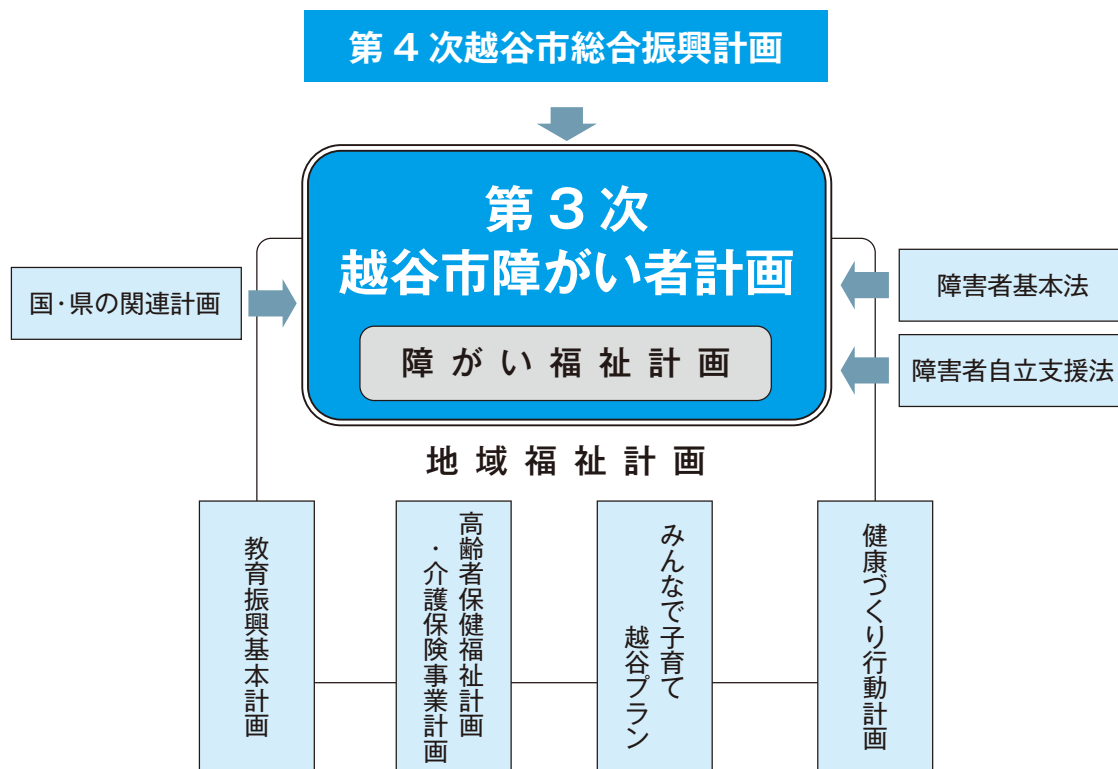 第4次越谷市総合振興計画
第3次
越谷市障がい者計画
障がい福祉計画
国・県の関連計画
障害者基本法
障害者自立支援法
地域福祉計画
教育振興基本計画
高齢者保健福祉計画
・介護保険事業計画
みんなで子育て
越谷プラン
健康づくり行動計画